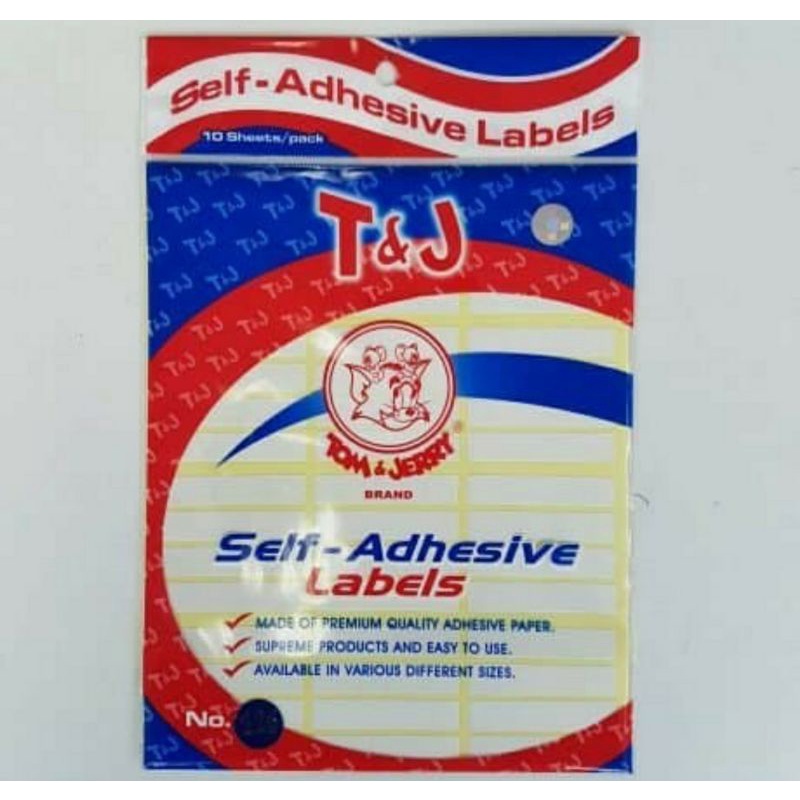 Self-Adhesive Labels
10 Sheets/pack
T&J
TOM & JERRY®
BRAND
Self-Adhesive
Labels
MADE OF PREMIUM QUALITY ADHESIVE PAPER.
SUPREME PRODUCTS AND EASY TO USE.
AVAILABLE IN VARIOUS DIFFERENT SIZES.
No.